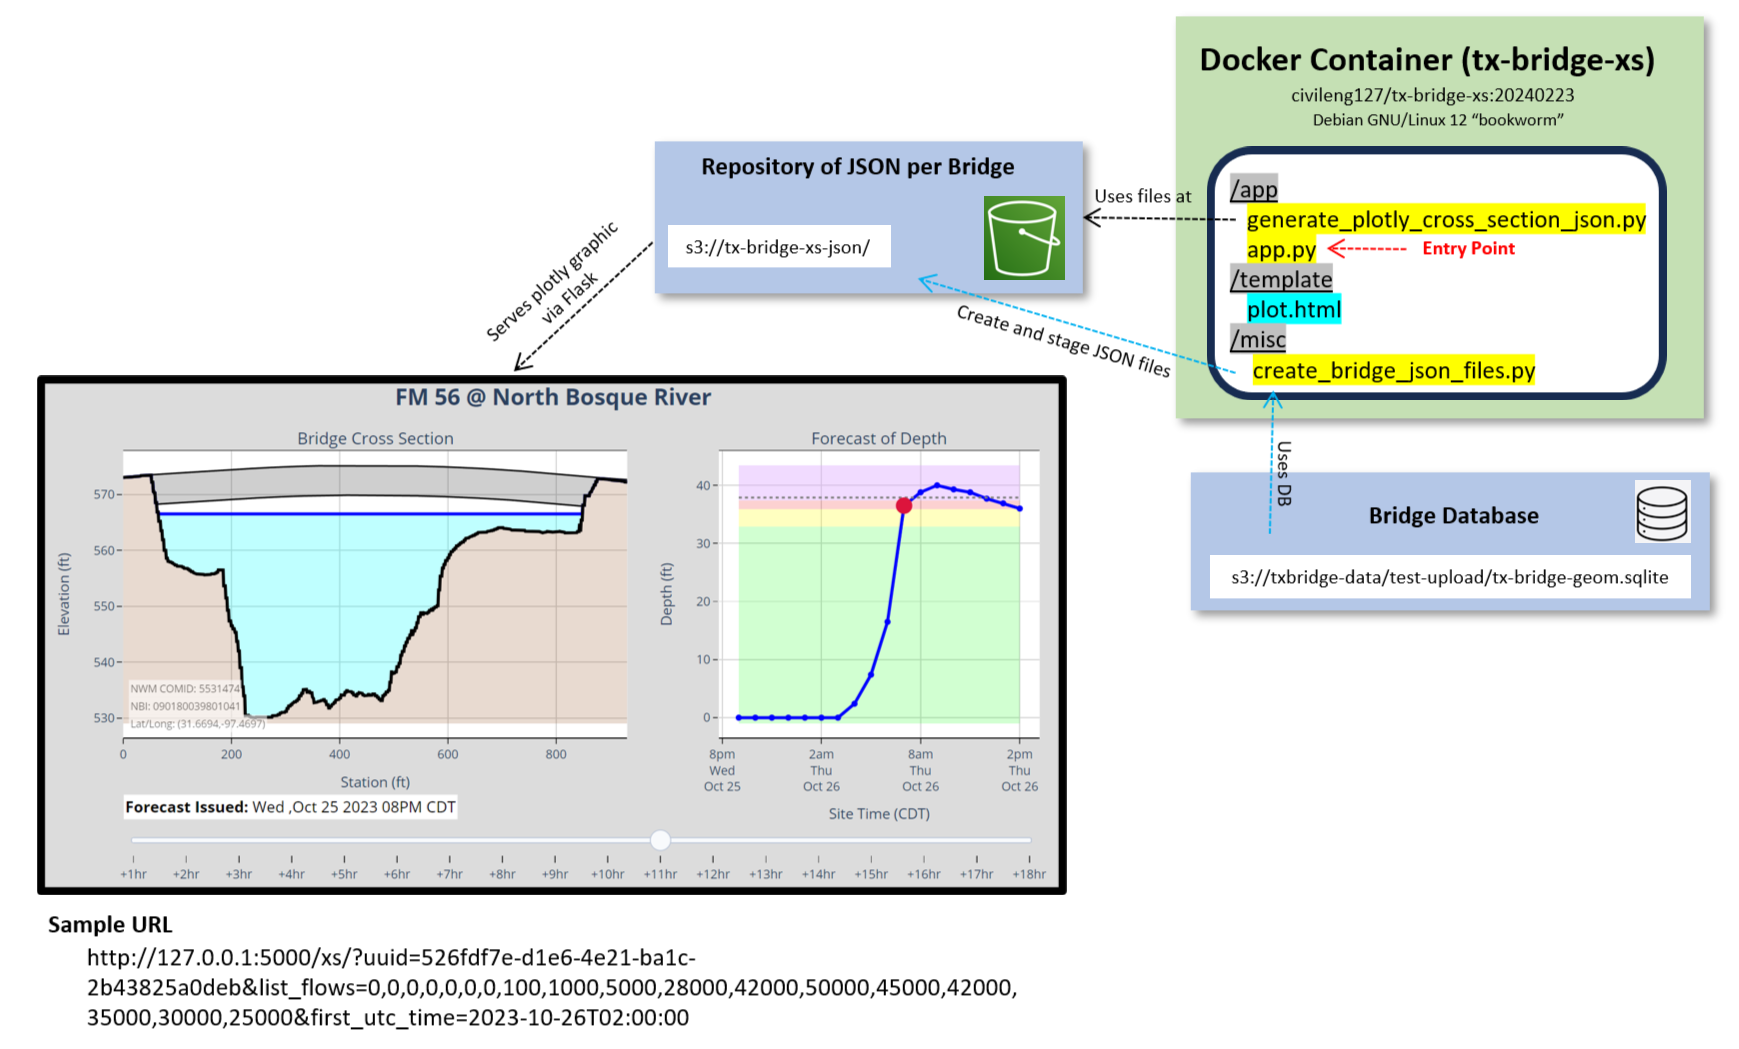 Docker Container (tx-bridge-xs)
civileng127/tx-bridge-xs:20240223
Debian GNU/Linux 12 “bookworm”
/app
generate_plotly_cross_section_json.py
app.py
Entry Point
/template
plot.html
/misc
create_bridge_json_files.py
Uses files at
Repository of JSON per Bridge
s3://tx-bridge-xs-json/
Create and stage JSON files
Serves plotly graphic
via Flask
Uses DB
Bridge Database
s3://txbridge-data/test-upload/tx-bridge-geom.sqlite
FM 56 @ North Bosque River
Bridge Cross Section
Elevation (ft)
570
560
550
540
530
NWM COMID: 5531474
NBI: 090180039801041
Lat/Long: (31.6694,-97.4697)
0 200 400 600 800
Station (ft)
Forecast of Depth
Depth (ft)
40
30
20
10
0
8pm 2am 8am 2pm
Wed Thu Thu Thu
Oct 25 Oct 26 Oct 26 Oct 26
Site Time (CDT)
Forecast Issued: Wed ,Oct 25 2023 08PM CDT
+1hr +2hr +3hr +4hr +5hr +6hr +7hr +8hr +9hr +10hr +11hr +12hr +13hr +14hr +15hr +16hr +17hr +18hr
Sample URL
http://127.0.0.1:5000/xs/?uuid=526fdf7e-d1e6-4e21-ba1c-
2b43825a0deb&list_flows=0,0,0,0,0,0,0,100,1000,5000,28000,42000,50000,45000,42000,
35000,30000,25000&first_utc_time=2023-10-26T02:00:00